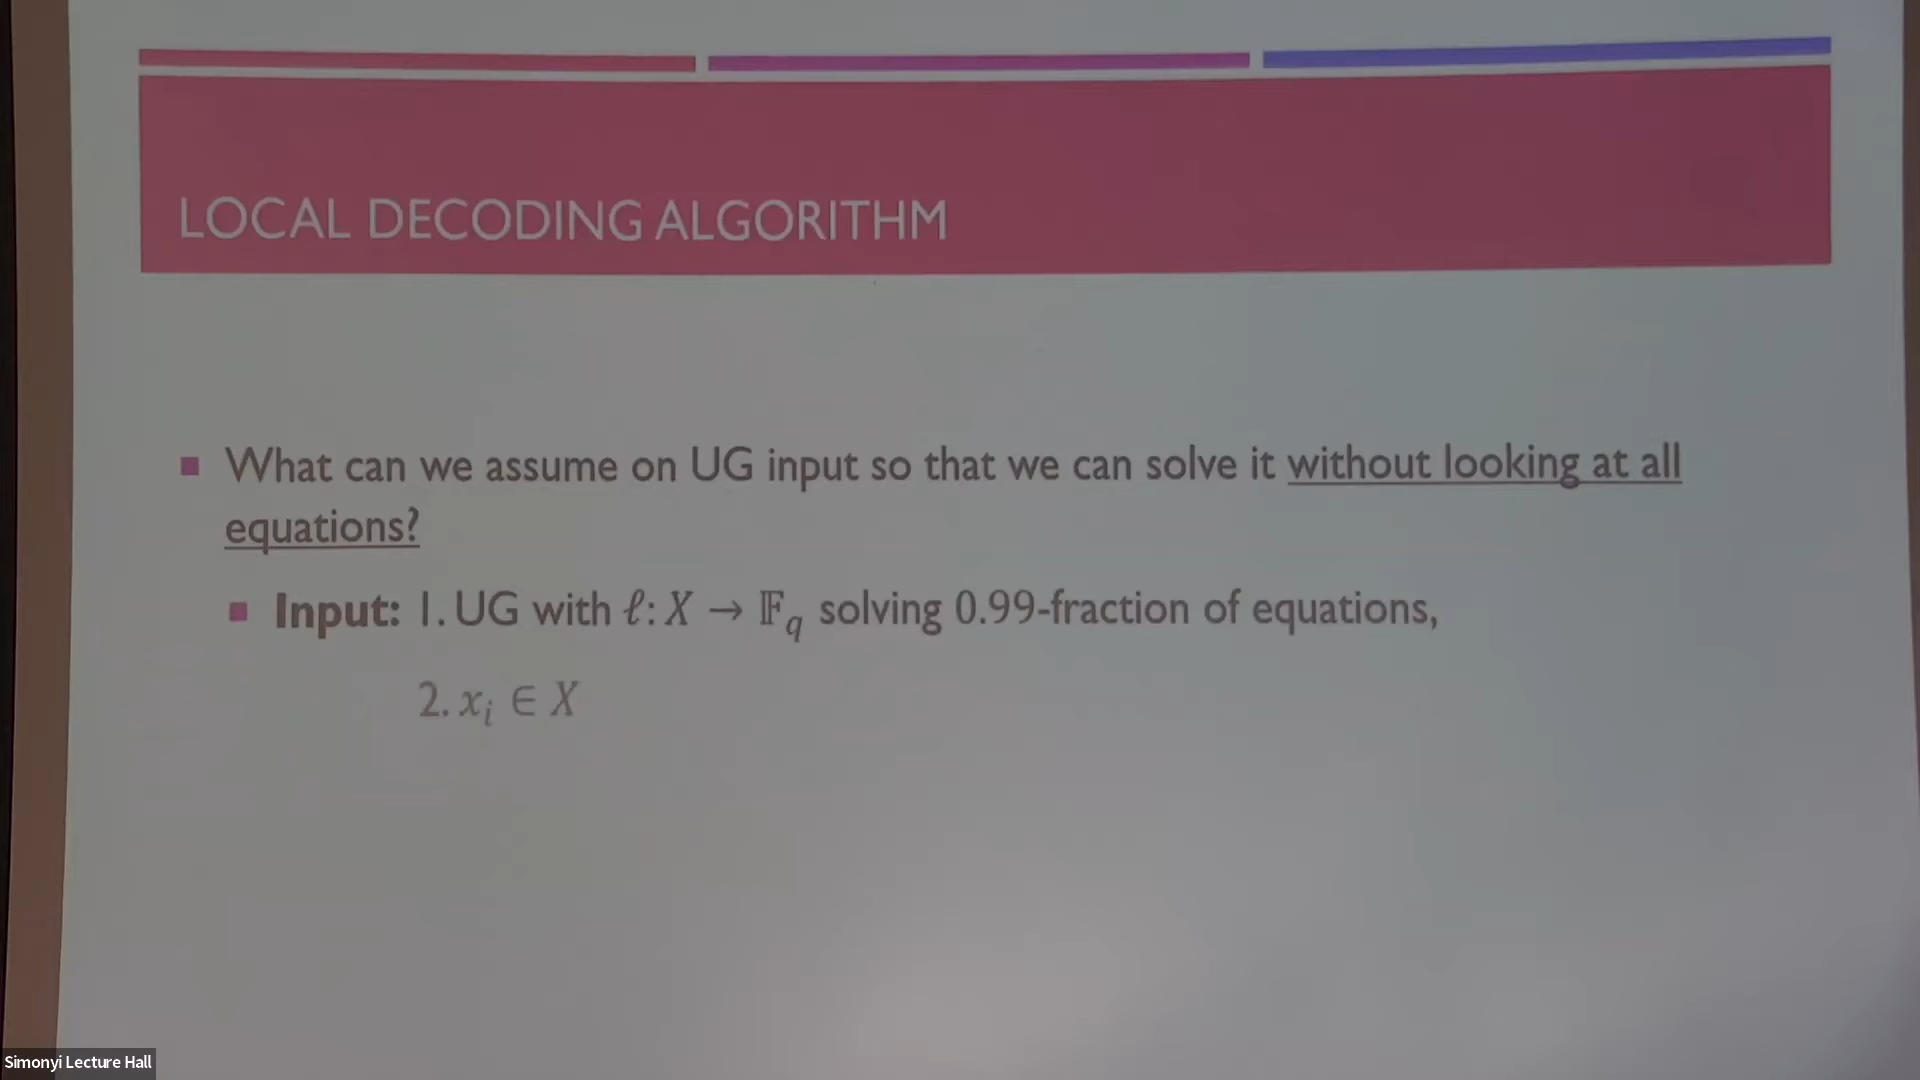 LOCAL DECODING ALGORITHM
What can we assume on UG input so that we can solve it without looking at all
equations?
Input: 1. UG with ℓ: X → 𝔽_q solving 0.99-fraction of equations,
2. x_i ∈ X
Simonyi Lecture Hall